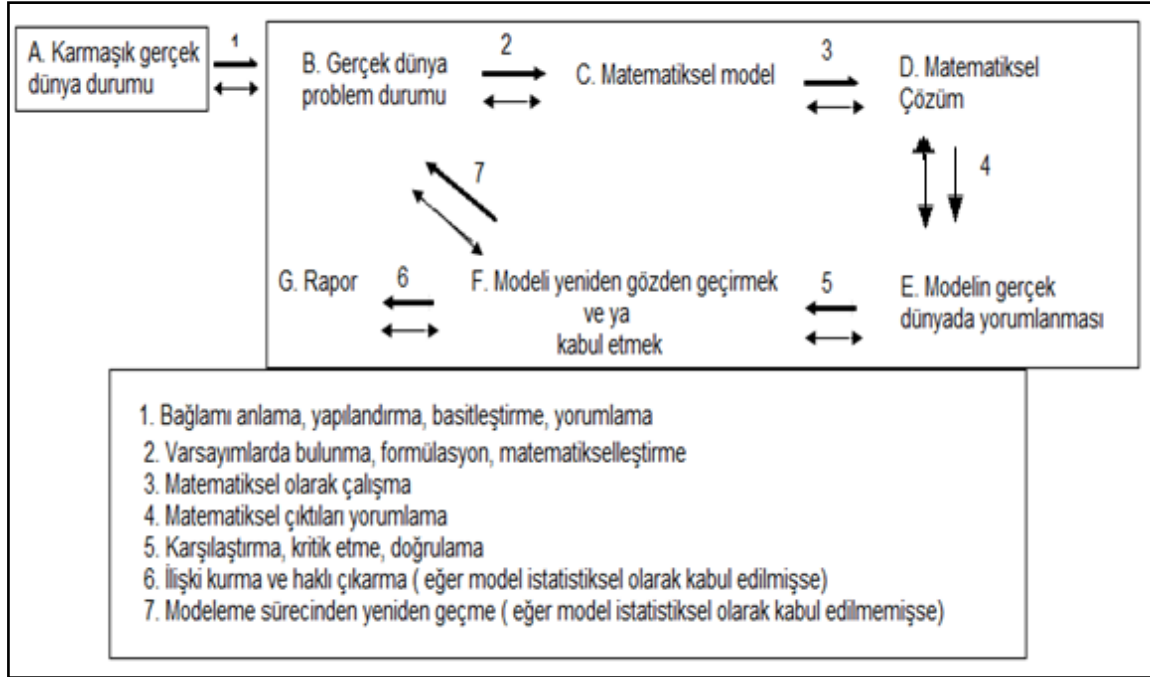 A. Karmaşık gerçek
dünya durumu
1
B. Gerçek dünya
problem durumu
2
C. Matematiksel model
3
D. Matematiksel
Çözüm
4
7
G. Rapor
6
F. Modeli yeniden gözden geçirmek
ve ya
kabul etmek
5
E. Modelin gerçek
dünyada yorumlanması
1. Bağlamı anlama, yapılandırma, basitleştirme, yorumlama
2. Varsayımlarda bulunma, formülasyon, matematikselleştirme
3. Matematiksel olarak çalışma
4. Matematiksel çıktıları yorumlama
5. Karşılaştırma, kritik etme, doğrulama
6. İlişki kurma ve haklı çıkarma ( eğer model istatistiksel olarak kabul edilmişse)
7. Modeleme sürecinden yeniden geçme ( eğer model istatistiksel olarak kabul edilmemişse)